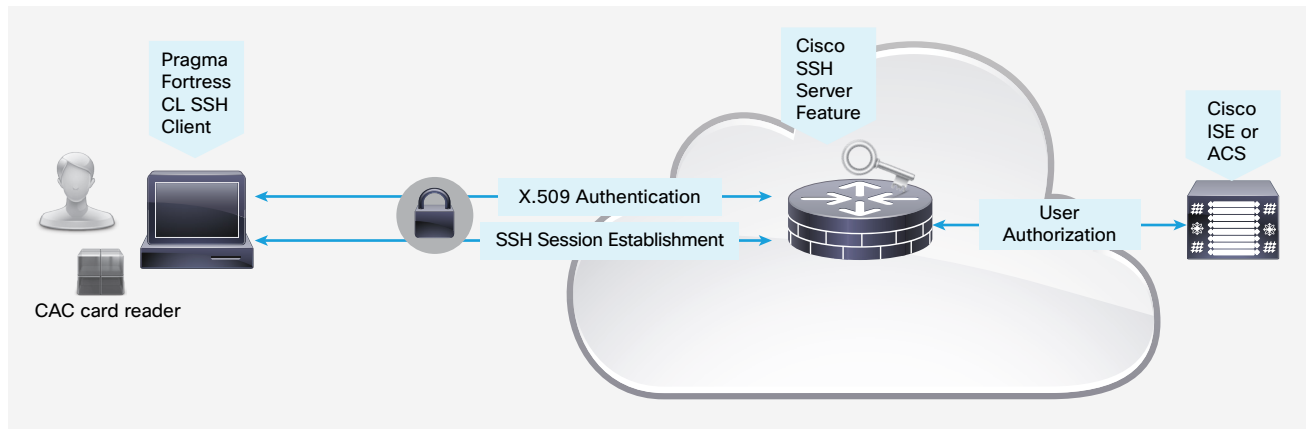 Pragma
Fortress
CL SSH
Client
Cisco
SSH
Server
Feature
Cisco
ISE or
ACS
X.509 Authentication
User
Authorization
SSH Session Establishment
CAC card reader